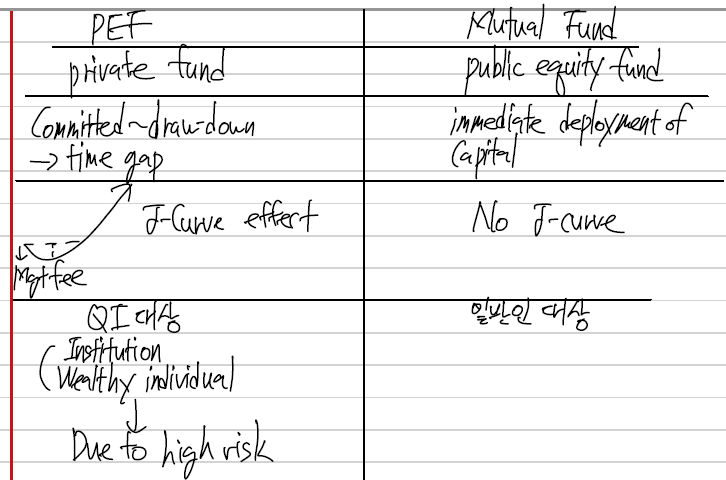 PEF
Mutual Fund
private fund
public equity fund
Committed ~ draw-down
→ time gap
immediate deployment of
Capital
J-Curve effect
Mgt fee
No J-curve
QI 대상
Institution
Wealthy individual
↓
Due to high risk
일반인 대상